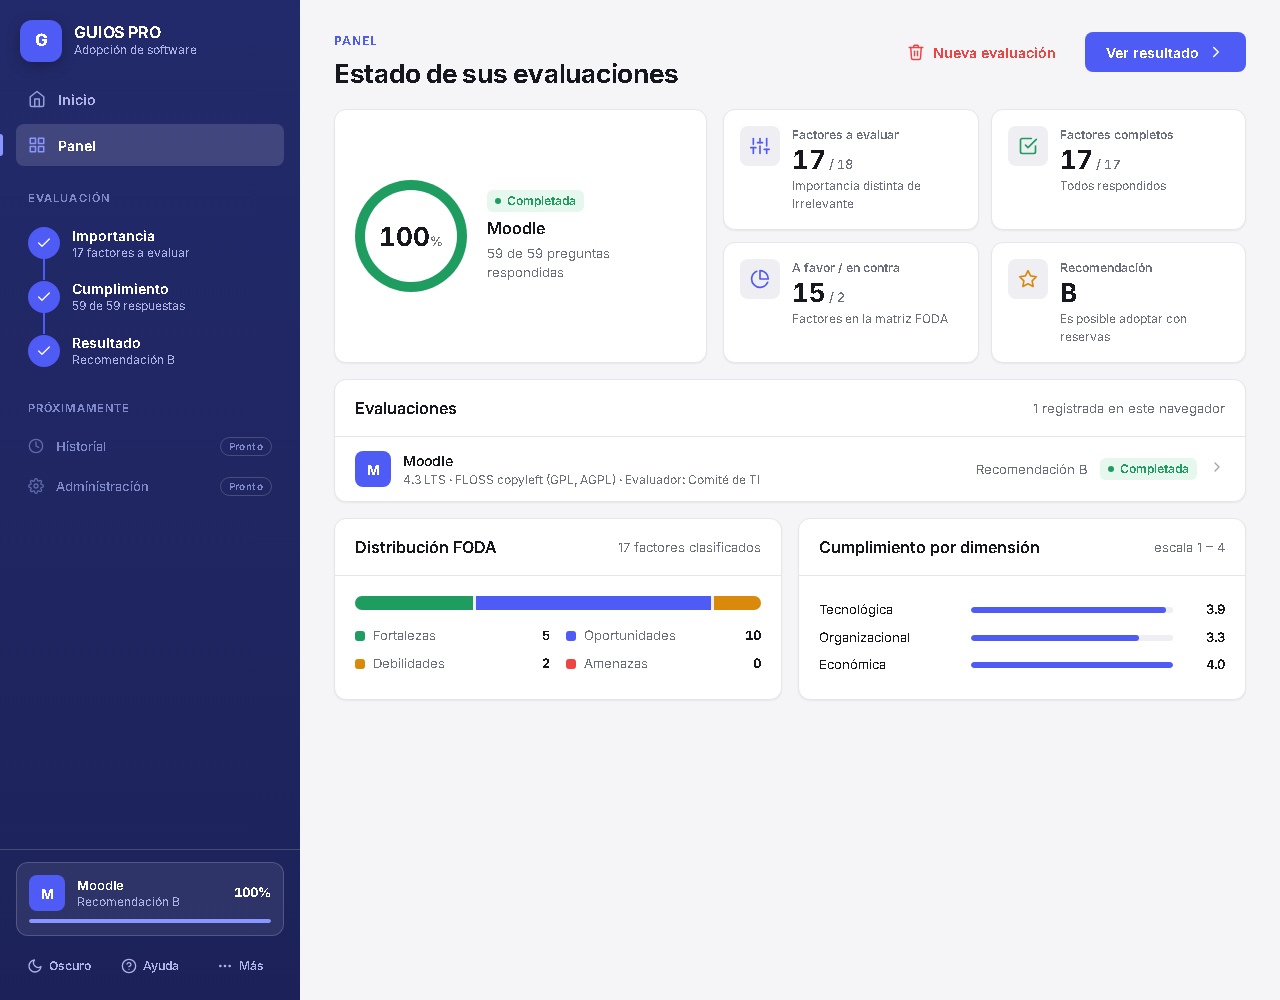 G
GUIOS PRO
Adopción de software
Inicio
Panel
EVALUACIÓN
Importancia
17 factores a evaluar
Cumplimiento
59 de 59 respuestas
Resultado
Recomendación B
PRÓXIMAMENTE
Historial
Pronto
Administración
Pronto
M
Moodle
Recomendación B
100%
Oscuro
Ayuda
Más
PANEL
Estado de sus evaluaciones
Nueva evaluación
Ver resultado
100%
Completada
Moodle
59 de 59 preguntas
respondidas
Factores a evaluar
17 / 18
Importancia distinta de
Irrelevante
Factores completos
17 / 17
Todos respondidos
A favor / en contra
15 / 2
Factores en la matriz FODA
Recomendación
B
Es posible adoptar con
reservas
Evaluaciones
1 registrada en este navegador
M
Moodle
4.3 LTS · FLOSS copyleft (GPL, AGPL) · Evaluador: Comité de TI
Recomendación B
Completada
Distribución FODA
17 factores clasificados
Fortalezas 5
Oportunidades 10
Debilidades 2
Amenazas 0
Cumplimiento por dimensión
escala 1 – 4
Tecnológica 3.9
Organizacional 3.3
Económica 4.0